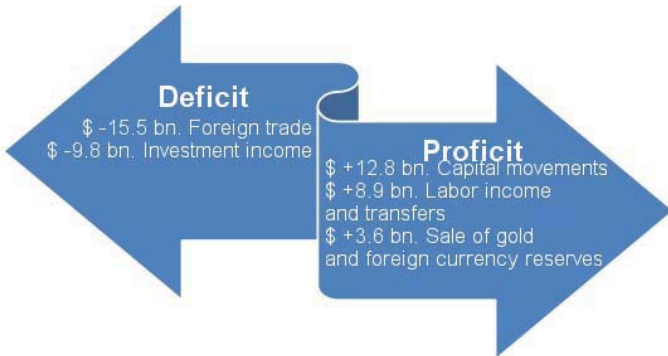 Deficit
$ -15.5 bn. Foreign trade
$ -9.8 bn. Investment income
Proficit
$ +12.8 bn. Capital movements
$ +8.9 bn. Labor income
and transfers
$ +3.6 bn. Sale of gold
and foreign currency reserves